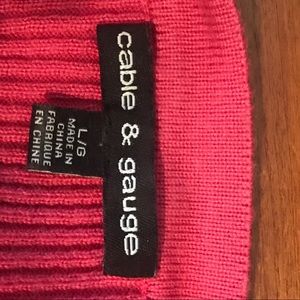 cable & gauge
L/G
MADE IN
CHINA
FABRIQUE
EN CHINE